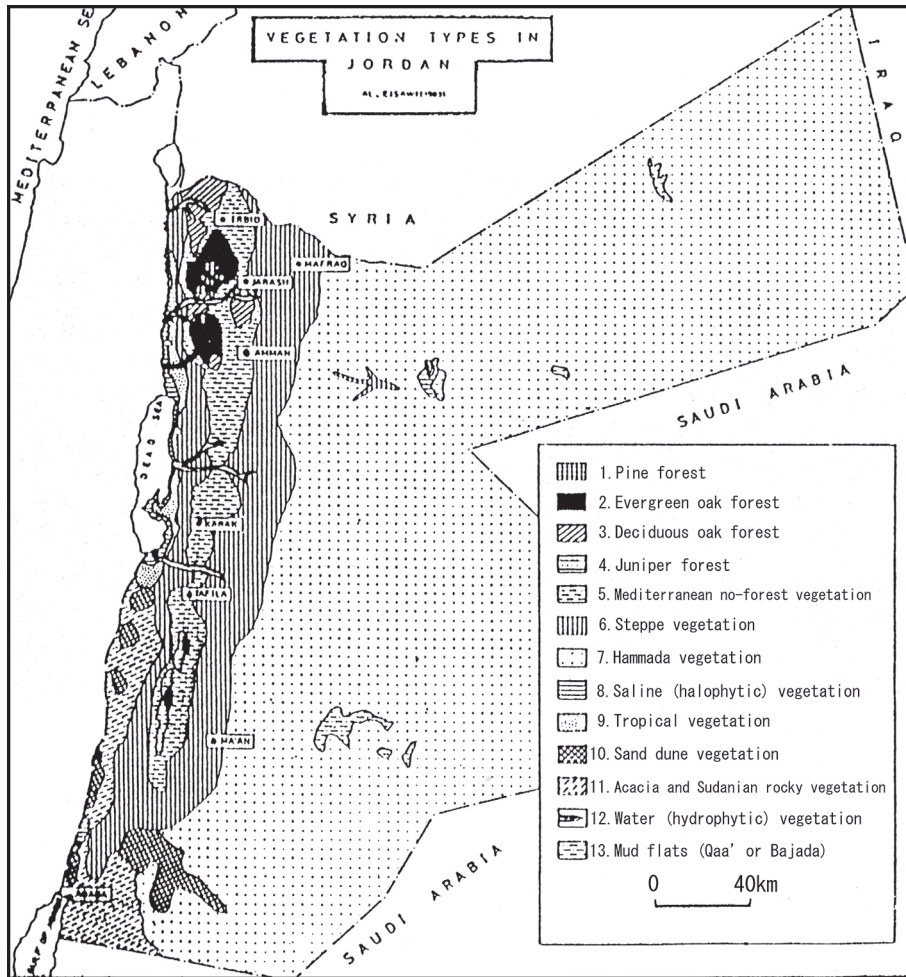 VEGETATION TYPES IN
JORDAN
MEDITERRANEAN SE
LEBANON
IRAQ
SYRIA
IRBID
MAFRAQ
JARASH
AMMAN
SAUDI ARABIA
DEAD SEA
KARAK
TAFILA
MA'AN
AQABA
SAUDI ARABIA
1. Pine forest
2. Evergreen oak forest
3. Deciduous oak forest
4. Juniper forest
5. Mediterranean no-forest vegetation
6. Steppe vegetation
7. Hammada vegetation
8. Saline (halophytic) vegetation
9. Tropical vegetation
10. Sand dune vegetation
11. Acacia and Sudanian rocky vegetation
12. Water (hydrophytic) vegetation
13. Mud flats (Qaa' or Bajada)
0 40km